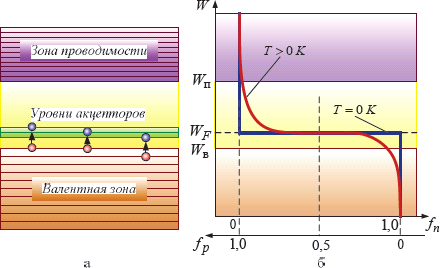 Зона проводимости
Уровни акцепторов
Валентная зона
а
W
T > 0 K
Wп
T = 0 K
WF
Wв
0
1,0
fn
fp
1,0
0,5
0
б